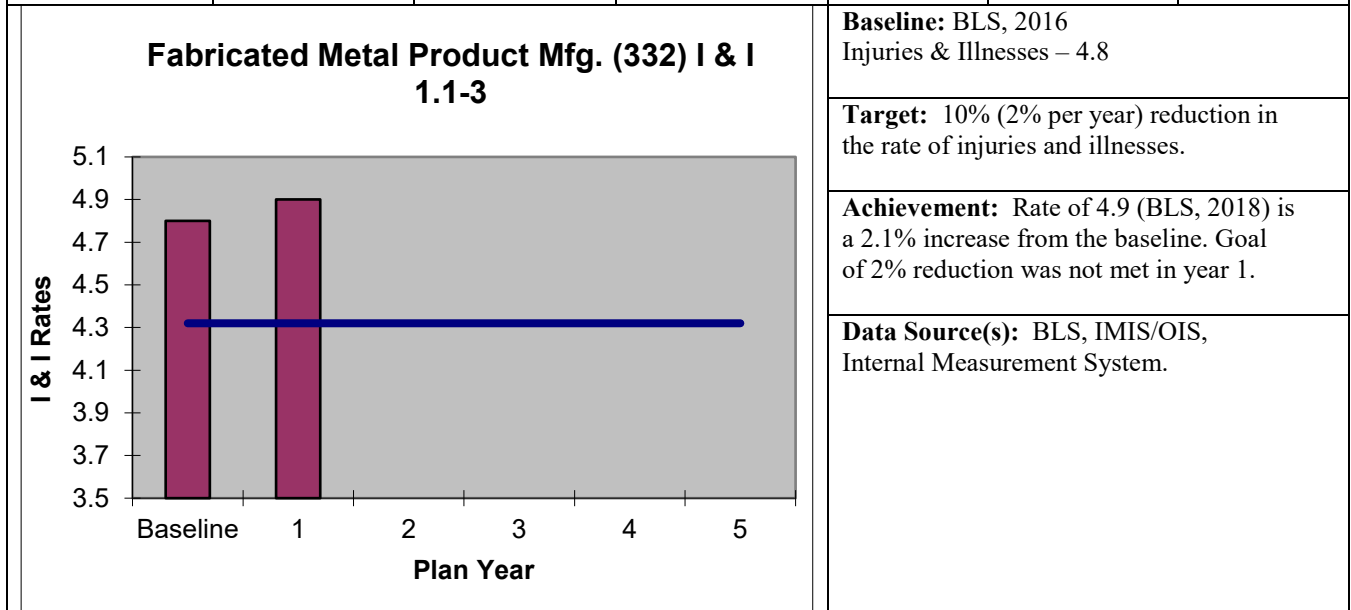 Fabricated Metal Product Mfg. (332) I & I
1.1-3
5.1
4.9
4.7
4.5
4.3
4.1
3.9
3.7
3.5
I & I Rates
Baseline 1 2 3 4 5
Plan Year
Baseline: BLS, 2016
Injuries & Illnesses – 4.8
Target: 10% (2% per year) reduction in
the rate of injuries and illnesses.
Achievement: Rate of 4.9 (BLS, 2018) is
a 2.1% increase from the baseline. Goal
of 2% reduction was not met in year 1.
Data Source(s): BLS, IMIS/OIS,
Internal Measurement System.